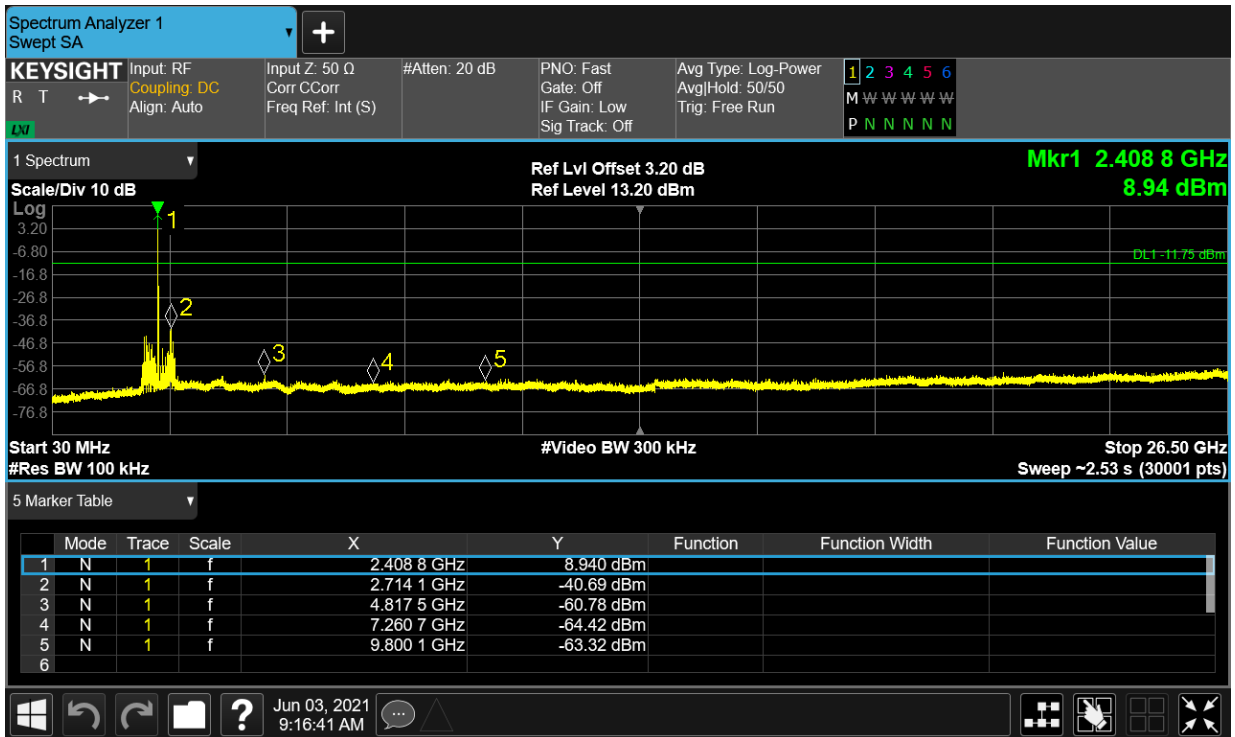 Spectrum Analyzer 1
Swept SA
KEYSIGHT
R T
LXI
Input: RF
Coupling: DC
Align: Auto
Input Z: 50 Ω
Corr CCorr
Freq Ref: Int (S)
#Atten: 20 dB
PNO: Fast
Gate: Off
IF Gain: Low
Sig Track: Off
Avg Type: Log-Power
Avg|Hold: 50/50
Trig: Free Run
1 2 3 4 5 6
M W W W W W
P N N N N N
1 Spectrum
Scale/Div 10 dB
Ref Lvl Offset 3.20 dB
Ref Level 13.20 dBm
Mkr1 2.408 8 GHz
8.94 dBm
Log
3.20
-6.80
-16.8
-26.8
-36.8
-46.8
-56.8
-66.8
-76.8
1
2
3
4
5
DL1 -11.75 dBm
Start 30 MHz
#Video BW 300 kHz
Stop 26.50 GHz
#Res BW 100 kHz
Sweep ~2.53 s (30001 pts)
5 Marker Table
Mode Trace Scale X Y Function Function Width Function Value
1 N 1 f 2.408 8 GHz 8.940 dBm
2 N 1 f 2.714 1 GHz -40.69 dBm
3 N 1 f 4.817 5 GHz -60.78 dBm
4 N 1 f 7.260 7 GHz -64.42 dBm
5 N 1 f 9.800 1 GHz -63.32 dBm
6
?
Jun 03, 2021
9:16:41 AM